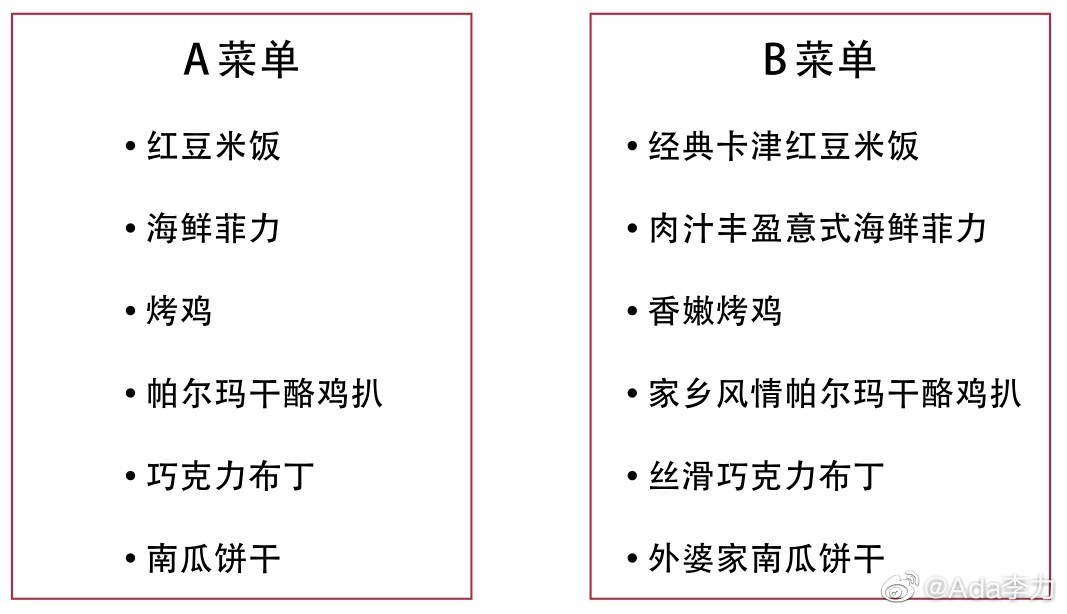 A菜单
• 红豆米饭
• 海鲜菲力
• 烤鸡
• 帕尔玛干酪鸡扒
• 巧克力布丁
• 南瓜饼干
B菜单
• 经典卡津红豆米饭
• 肉汁丰盈意式海鲜菲力
• 香嫩烤鸡
• 家乡风情帕尔玛干酪鸡扒
• 丝滑巧克力布丁
• 外婆家南瓜饼干
@Ada李力